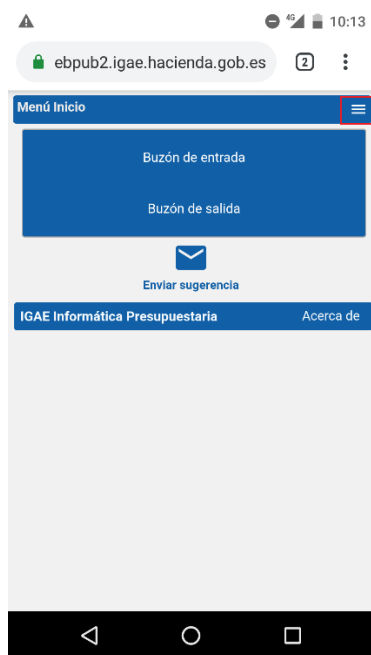 4G 10:13
ebpub2.igae.hacienda.gob.es 2
Menú Inicio
Buzón de entrada
Buzón de salida
Enviar sugerencia
IGAE Informática Presupuestaria Acerca de